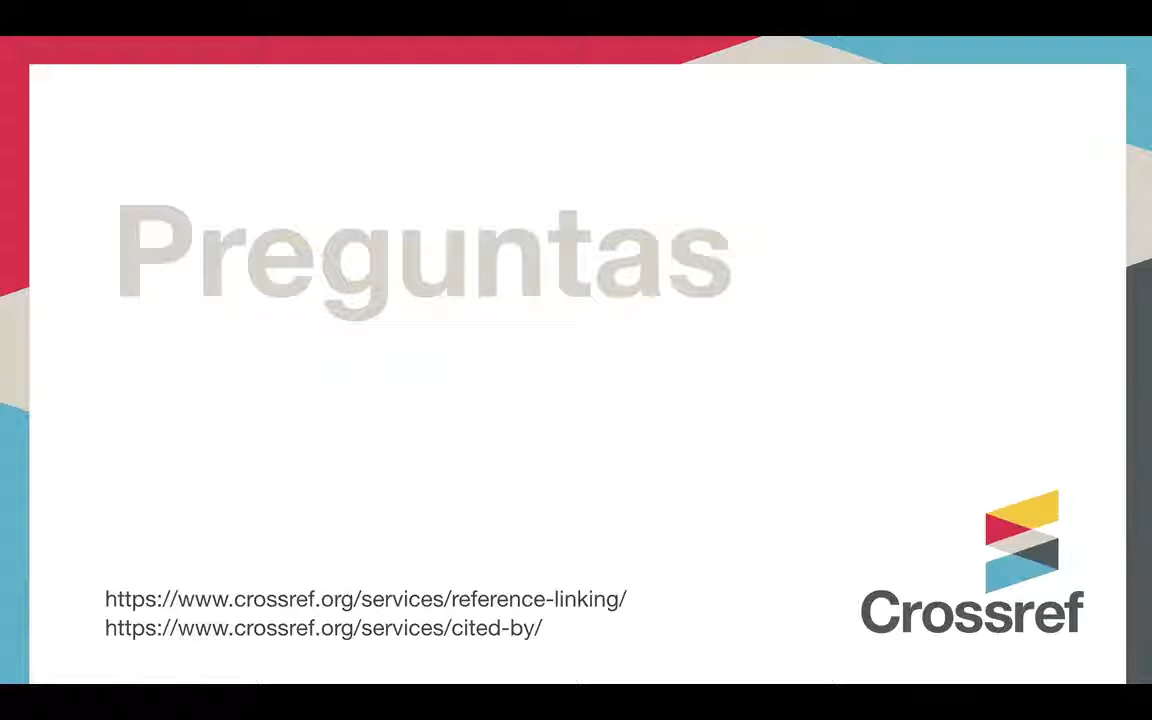 Preguntas
https://www.crossref.org/services/reference-linking/
https://www.crossref.org/services/cited-by/
Crossref